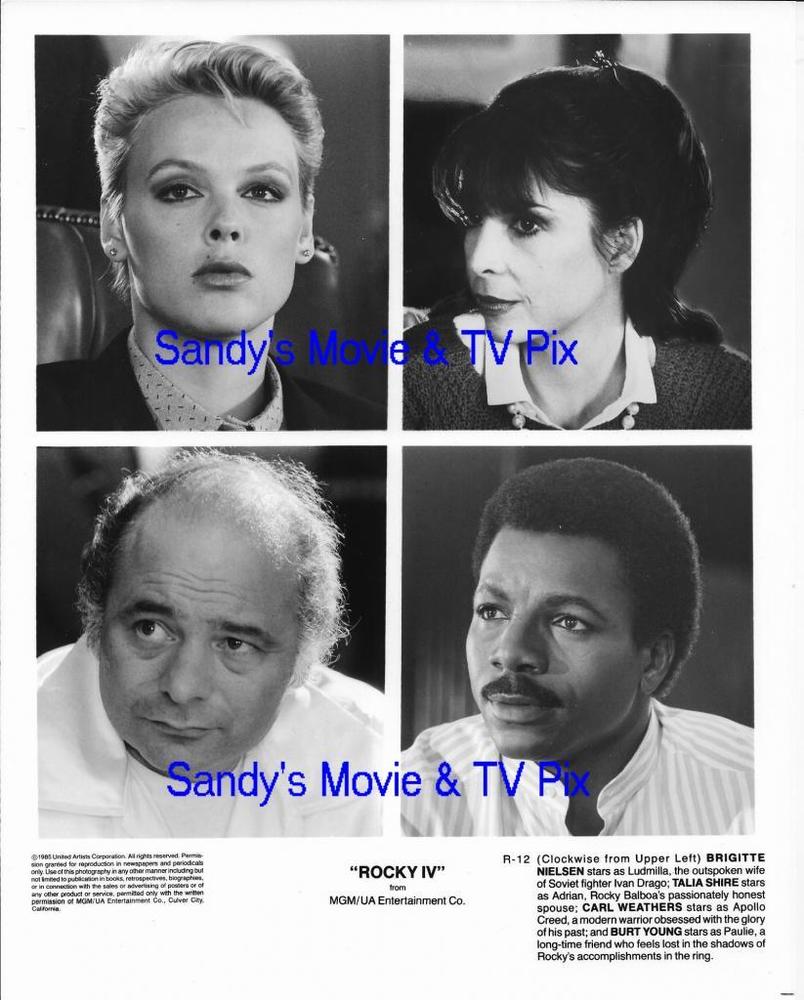 Sandy's Movie & TV Pix
Sandy's Movie & TV Pix
©1985 United Artists Corporation. All rights reserved. Permis-
sion granted for reproduction in newspapers and periodicals
only. Use of this photography in any other manner including but
not limited to publication in books, retrospectives, biographies,
or in connection with the sales or advertising of posters or of
any other product or service, permitted only with the written
permission of MGM/UA Entertainment Co., Culver City,
California.
"ROCKY IV"
from
MGM/UA Entertainment Co.
R-12 (Clockwise from Upper Left) BRIGITTE
NIELSEN stars as Ludmilla, the outspoken wife
of Soviet fighter Ivan Drago; TALIA SHIRE stars
as Adrian, Rocky Balboa's passionately honest
spouse; CARL WEATHERS stars as Apollo
Creed, a modern warrior obsessed with the glory
of his past; and BURT YOUNG stars as Paulie, a
long-time friend who feels lost in the shadows of
Rocky's accomplishments in the ring.